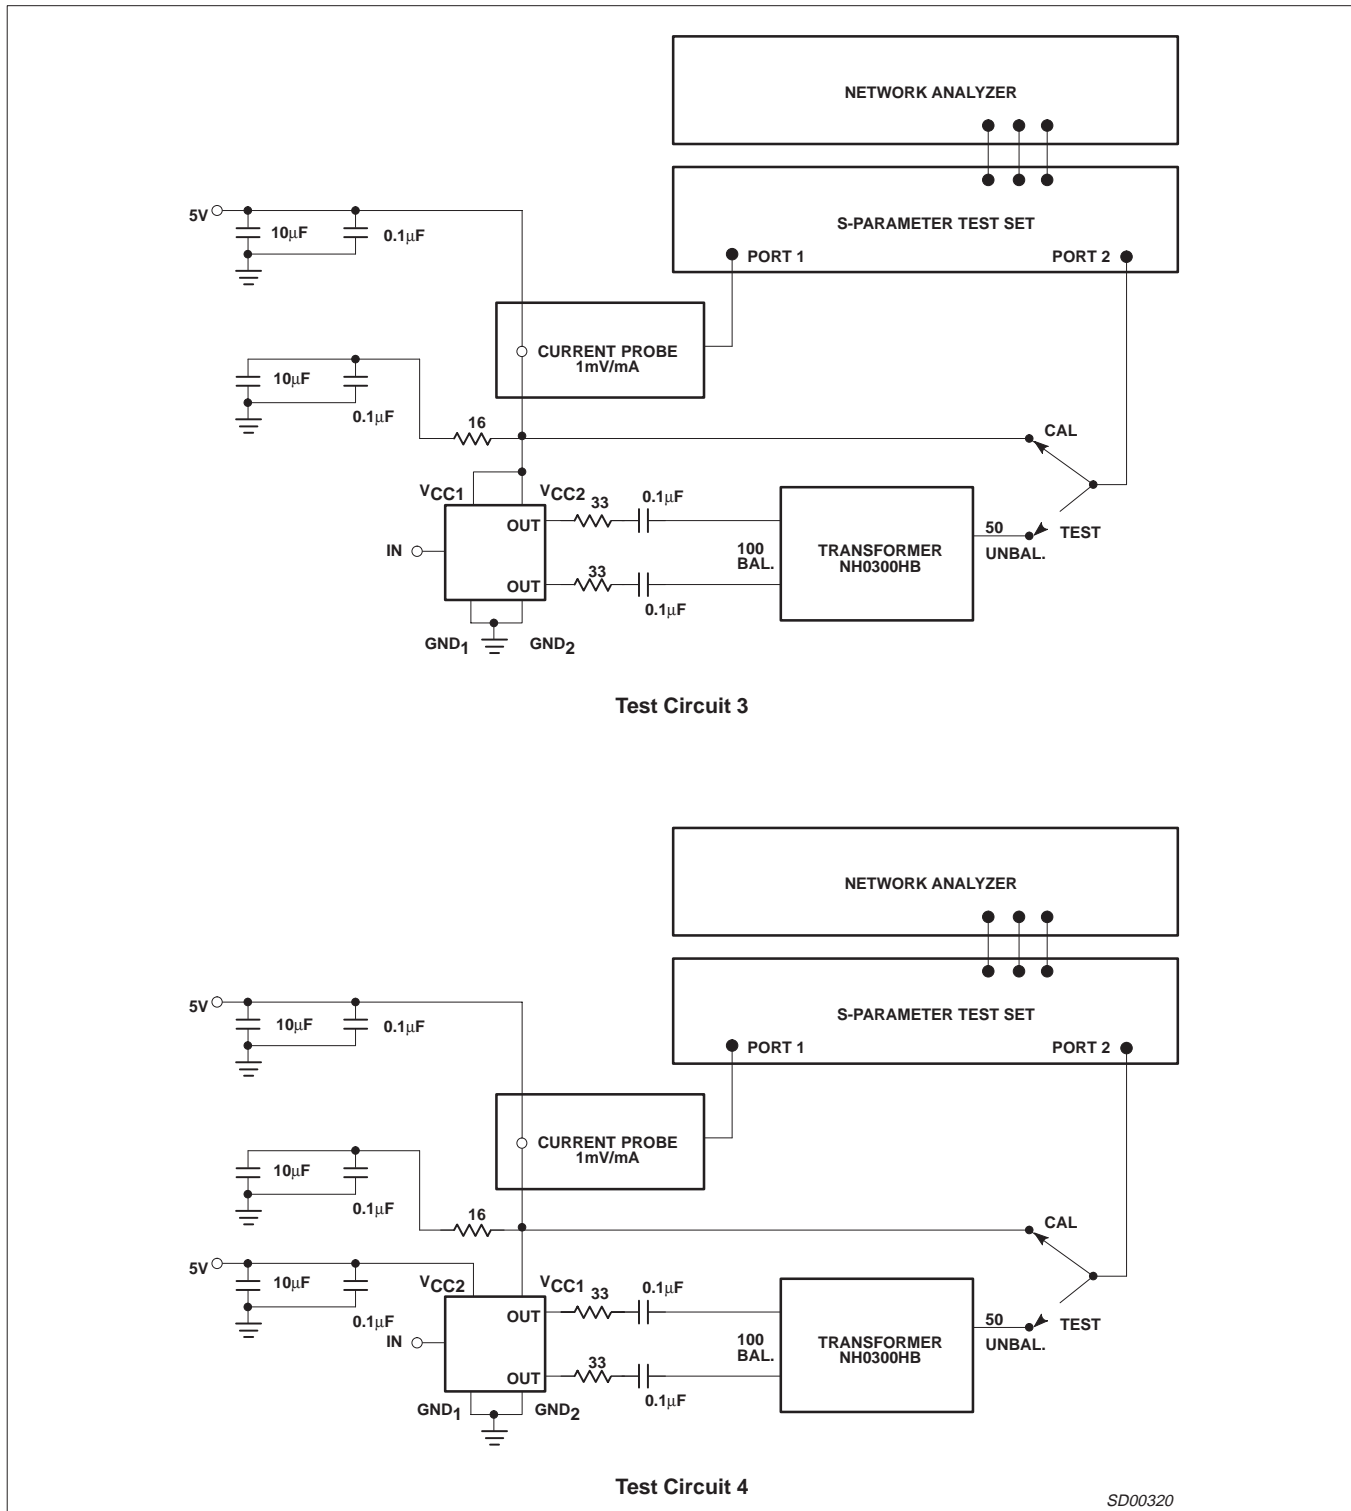 NETWORK ANALYZER
S-PARAMETER TEST SET
5V
10µF
0.1µF
PORT 1
PORT 2
CURRENT PROBE
1mV/mA
10µF
0.1µF
16
CAL
VCC1
VCC2
33
0.1µF
OUT
IN
100
BAL.
TRANSFORMER
NH0300HB
50
UNBAL.
TEST
33
OUT
0.1µF
GND1
GND2
Test Circuit 3
NETWORK ANALYZER
S-PARAMETER TEST SET
5V
10µF
0.1µF
PORT 1
PORT 2
CURRENT PROBE
1mV/mA
10µF
0.1µF
16
CAL
5V
10µF
0.1µF
VCC2
VCC1
33
0.1µF
OUT
IN
100
BAL.
TRANSFORMER
NH0300HB
50
UNBAL.
TEST
33
OUT
0.1µF
GND1
GND2
Test Circuit 4
SD00320